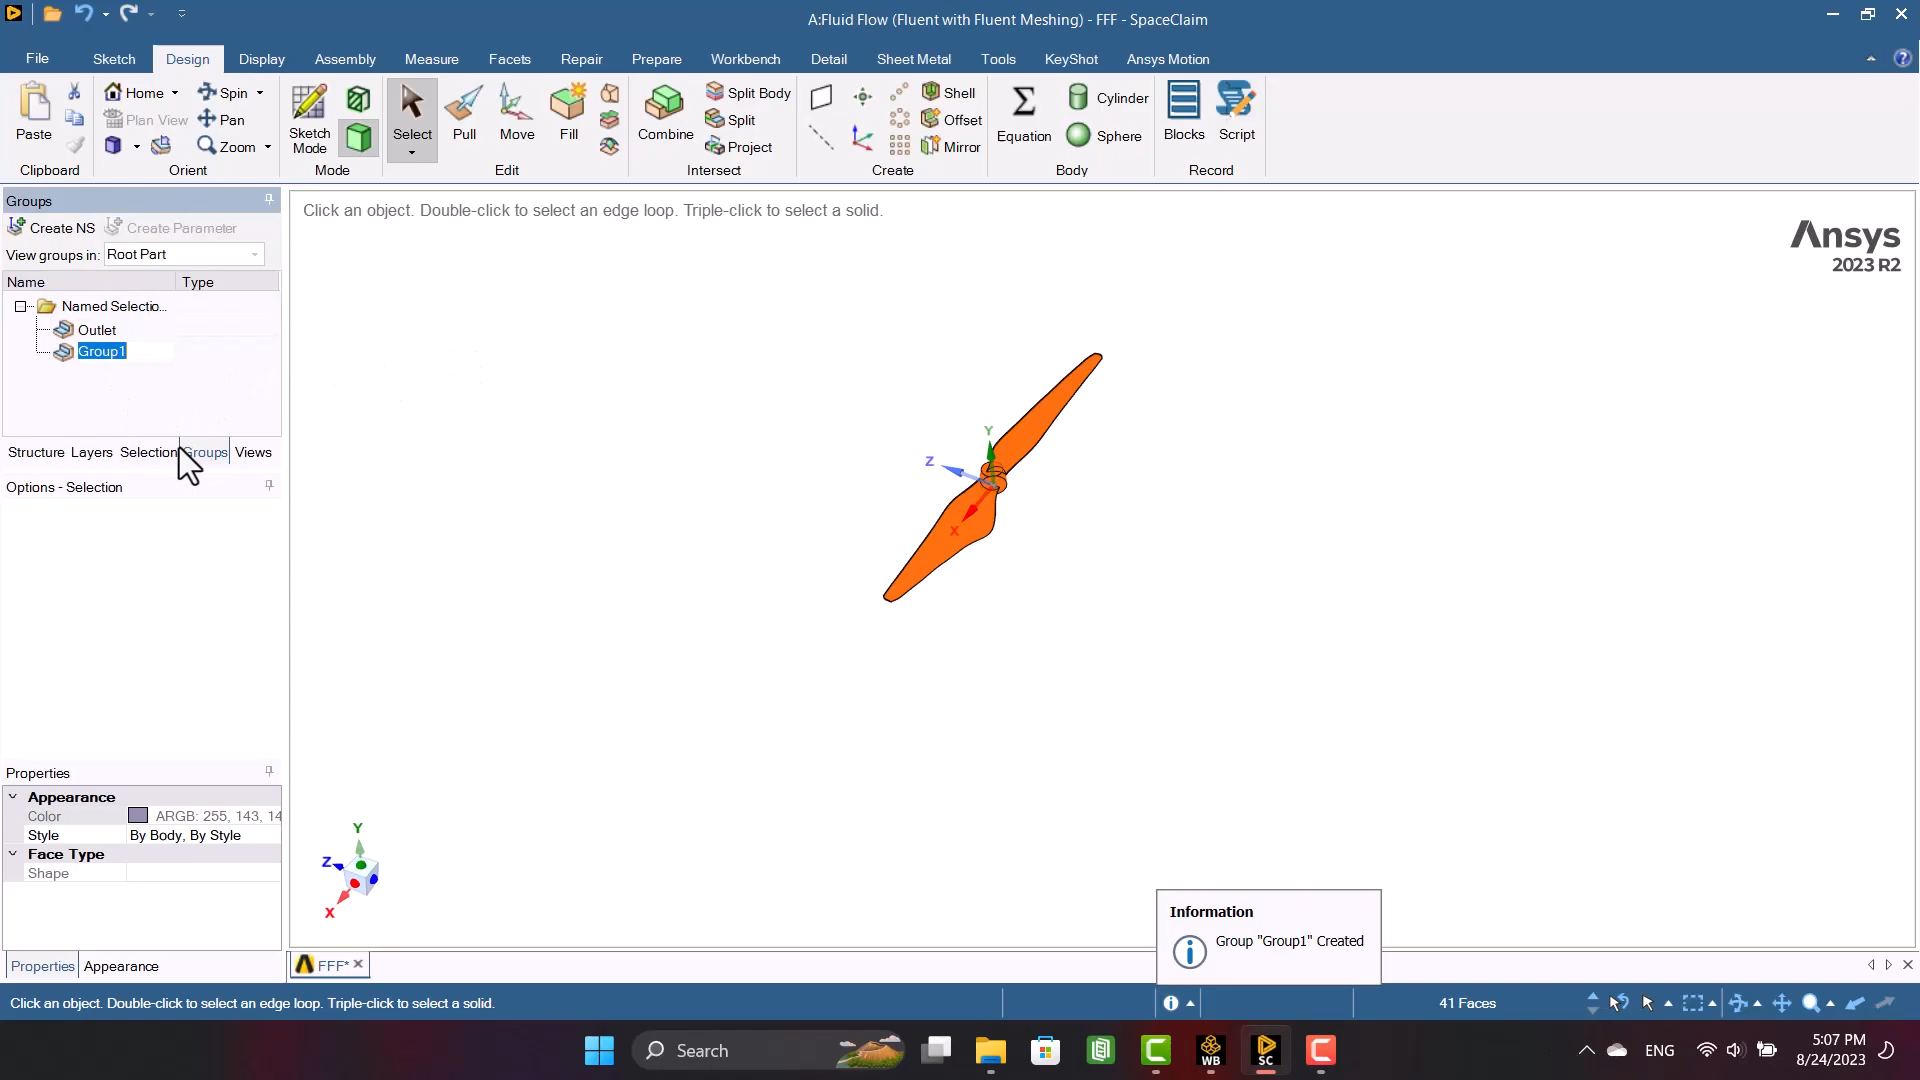 A:Fluid Flow (Fluent with Fluent Meshing) - FFF - SpaceClaim
File Sketch Design Display Assembly Measure Facets Repair Prepare Workbench Detail Sheet Metal Tools KeyShot Ansys Motion
Paste
Clipboard
Home Spin
Plan View Pan
Zoom
Orient
Sketch Mode
Mode
Select Pull Move Fill
Edit
Combine
Split Body
Split
Project
Intersect
Shell
Offset
Mirror
Create
Equation
Cylinder
Sphere
Body
Blocks Script
Record
Groups
Create NS Create Parameter
View groups in: Root Part
Name Type
Named Selectio...
Outlet
Group1
Structure Layers Selection Groups Views
Options - Selection
Properties
Appearance
Color ARGB: 255, 143, 14
Style By Body, By Style
Face Type
Shape
Properties Appearance
Click an object. Double-click to select an edge loop. Triple-click to select a solid.
Ansys
2023 R2
Y
Z
X
Y
Z
X
Information
Group "Group1" Created
FFF*
Click an object. Double-click to select an edge loop. Triple-click to select a solid.
41 Faces
Search
WB
SC
ENG
5:07 PM
8/24/2023